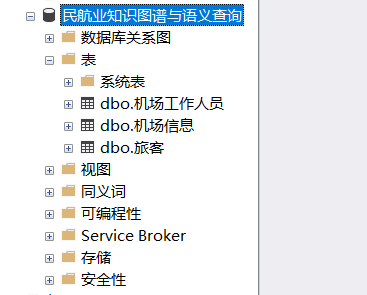 民航业知识图谱与语义查询
数据库关系图
表
系统表
dbo.机场工作人员
dbo.机场信息
dbo.旅客
视图
同义词
可编程性
Service Broker
存储
安全性